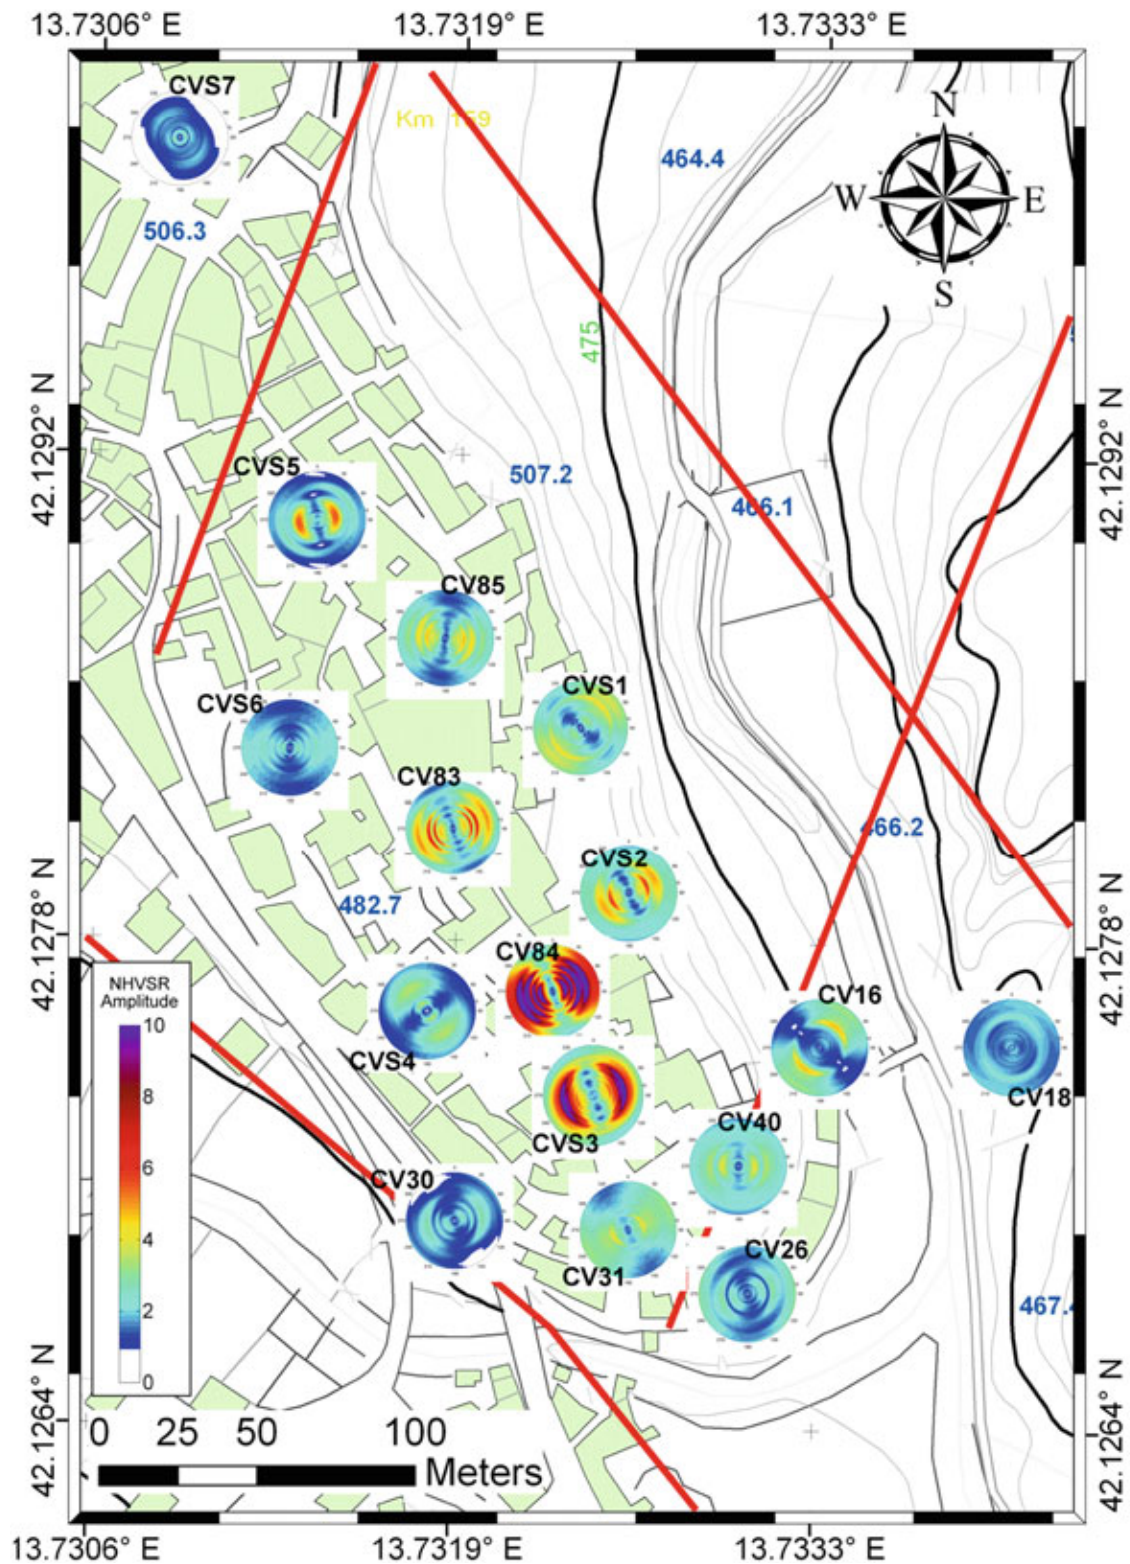 13.7306° E 13.7319° E 13.7333° E
CVS7
Km 159
464.4
N
W E
S
506.3
475
42.1292° N
42.1292° N
CVS5
507.2
466.1
CV85
CVS1
CVS6
CV83
466.2
CVS2
482.7
42.1278° N
42.1278° N
CV84
NHVSR
Amplitude
10
8
6
4
2
0
CV16
CVS4
CV18
CVS3
CV40
CV30
CV31
CV26
467.4
42.1264° N
42.1264° N
0 25 50 100
Meters
13.7306° E 13.7319° E 13.7333° E